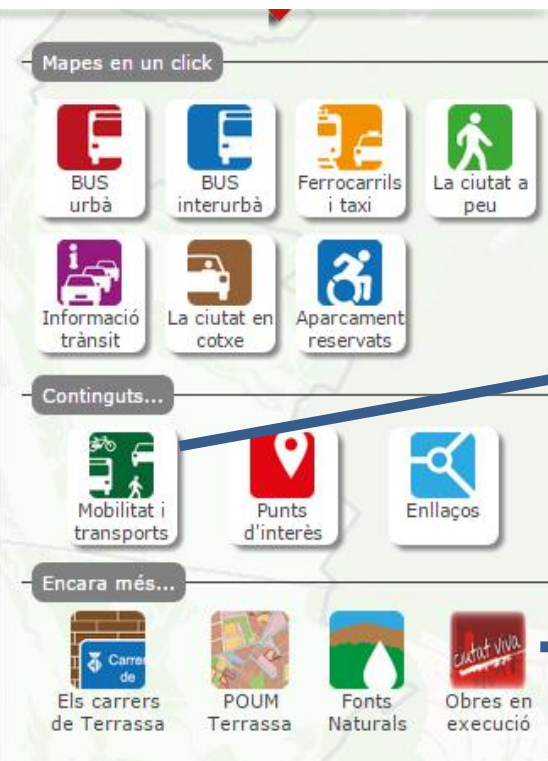 Mapes en un click
BUS
urbà
BUS
interurbà
Ferrocarrils
i taxi
La ciutat a
peu
i
Informació
trànsit
La ciutat en
cotxe
Aparcament
reservats
Continguts...
Mobilitat i
transports
Punts
d'interès
Enllaços
Encara més...
Carrer
de
Els carrers
de Terrassa
POUM
Terrassa
Fonts
Naturals
ciutat viva
Obres en
execució